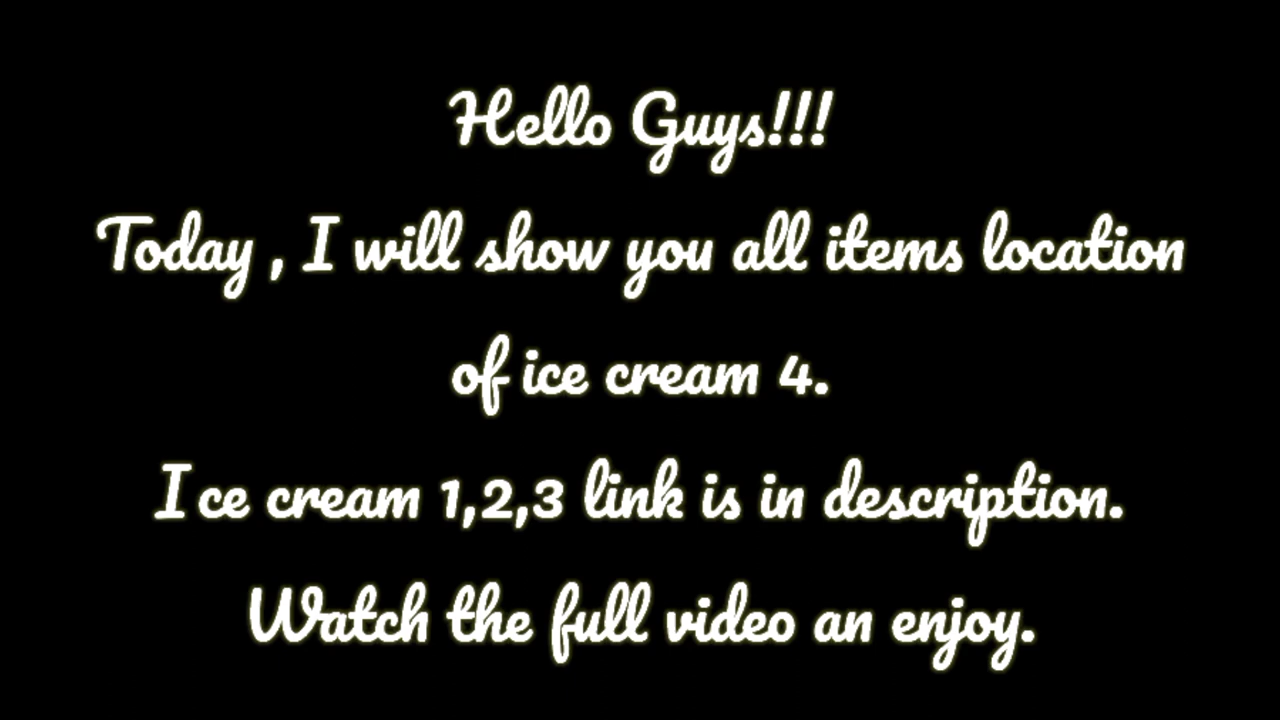 Hello Guys!!!
Today , I will show you all items location
of ice cream 4.
Ice cream 1,2,3 link is in description.
Watch the full video an enjoy.